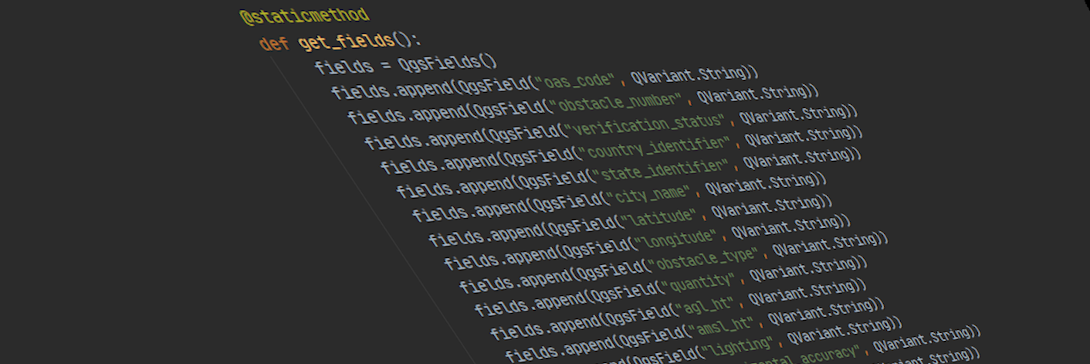 @staticmethod
def get_fields():
fields = QgsFields()
fields.append(QgsField("oas_code", QVariant.String))
fields.append(QgsField("obstacle_number", QVariant.String))
fields.append(QgsField("verification_status", QVariant.String))
fields.append(QgsField("country_identifier", QVariant.String))
fields.append(QgsField("state_identifier", QVariant.String))
fields.append(QgsField("city_name", QVariant.String))
fields.append(QgsField("latitude", QVariant.String))
fields.append(QgsField("longitude", QVariant.String))
fields.append(QgsField("obstacle_type", QVariant.String))
fields.append(QgsField("quantity", QVariant.String))
fields.append(QgsField("agl_ht", QVariant.String))
fields.append(QgsField("amsl_ht", QVariant.String))
fields.append(QgsField("lighting", QVariant.String))
accuracy", QVariant.String))